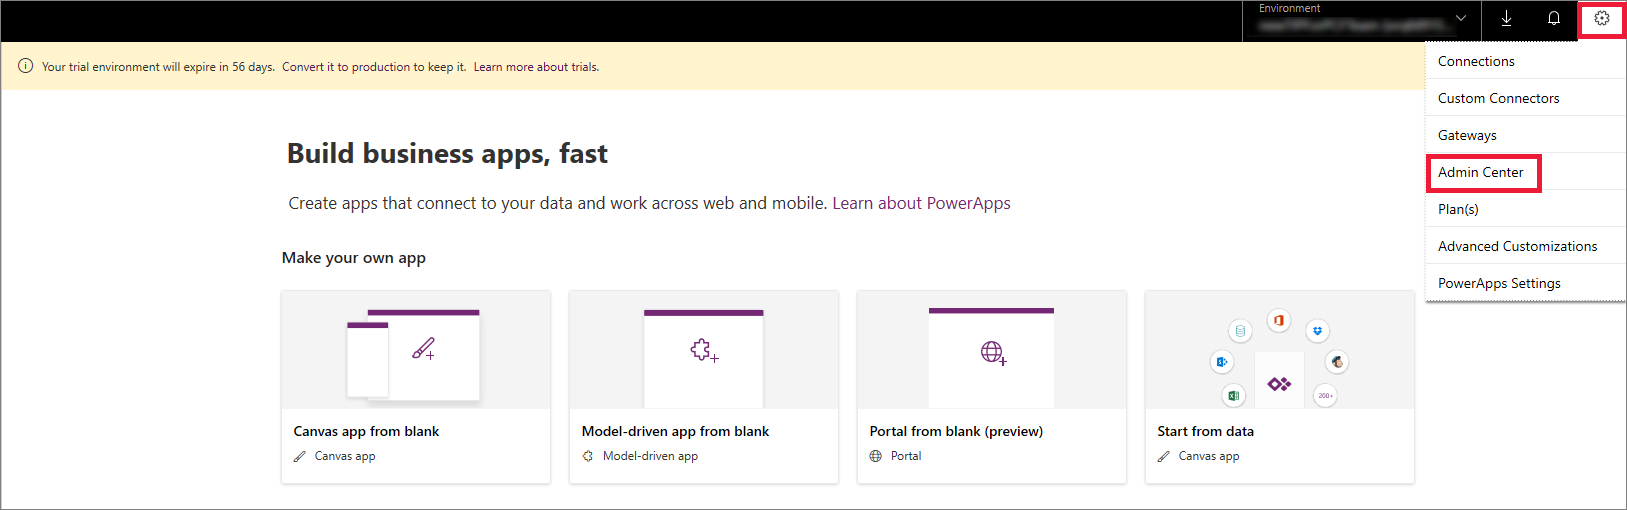 Environment
Your trial environment will expire in 56 days. Convert it to production to keep it. Learn more about trials.
Connections
Custom Connectors
Gateways
Admin Center
Plan(s)
Advanced Customizations
PowerApps Settings
Build business apps, fast
Create apps that connect to your data and work across web and mobile. Learn about PowerApps
Make your own app
200+
Canvas app from blank
Canvas app
Model-driven app from blank
Model-driven app
Portal from blank (preview)
Portal
Start from data
Canvas app